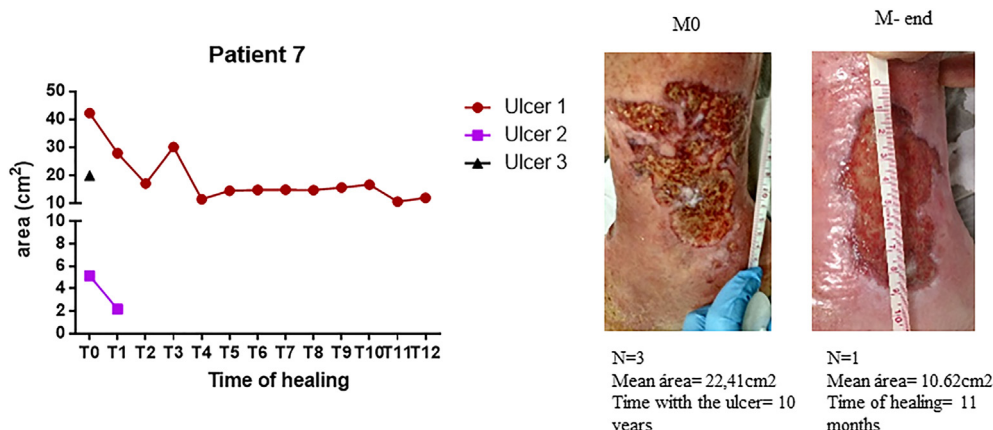 Patient 7
area (cm2)
50
40
30
20
10
10
8
6
4
2
0
T0 T1 T2 T3 T4 T5 T6 T7 T8 T9 T10 T11 T12
Time of healing
Ulcer 1
Ulcer 2
Ulcer 3
M0
N=3
Mean área= 22,41cm2
Time witth the ulcer= 10
years
M- end
N=1
Mean área= 10.62cm2
Time of healing= 11
months